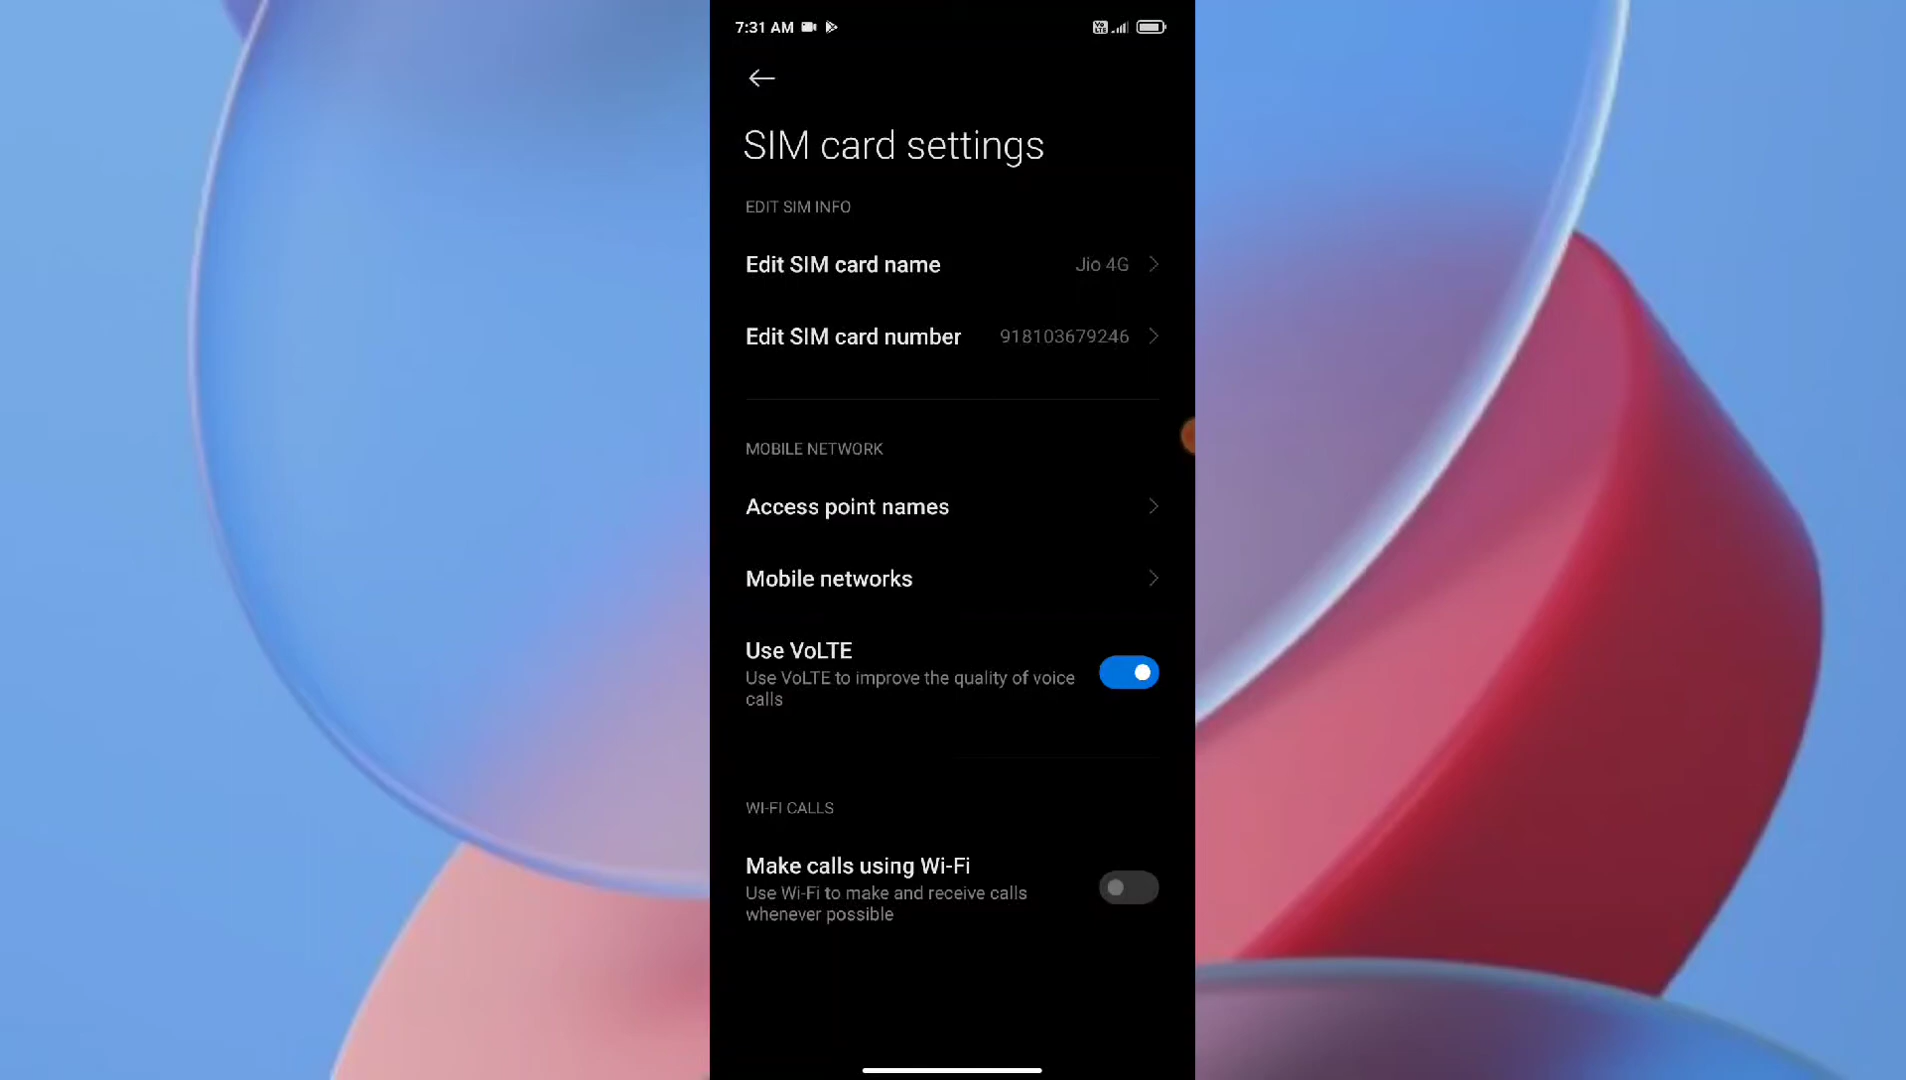 7:31 AM
Vo
LTE
SIM card settings
EDIT SIM INFO
Edit SIM card name
Jio 4G
Edit SIM card number
918103679246
MOBILE NETWORK
Access point names
Mobile networks
Use VoLTE
Use VoLTE to improve the quality of voice
calls
WI-FI CALLS
Make calls using Wi-Fi
Use Wi-Fi to make and receive calls
whenever possible